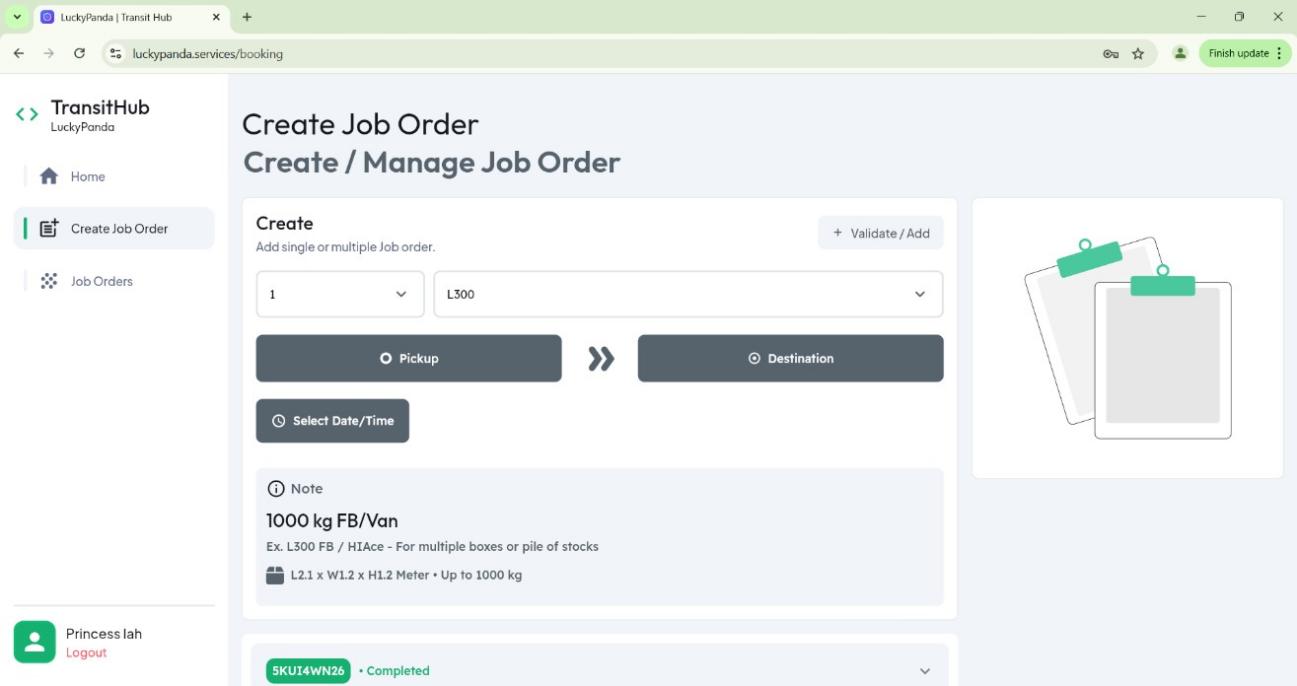 LuckyPanda | Transit Hub
luckypanda.services/booking
Finish update
TransitHub
LuckyPanda
Home
Create Job Order
Job Orders
Princess Iah
Logout
Create Job Order
Create / Manage Job Order
Create
Add single or multiple Job order.
+ Validate / Add
1
L300
Pickup
Destination
Select Date/Time
Note
1000 kg FB/Van
Ex. L300 FB / HIAce - For multiple boxes or pile of stocks
L2.1 x W1.2 x H1.2 Meter • Up to 1000 kg
5KUI4WN26 • Completed